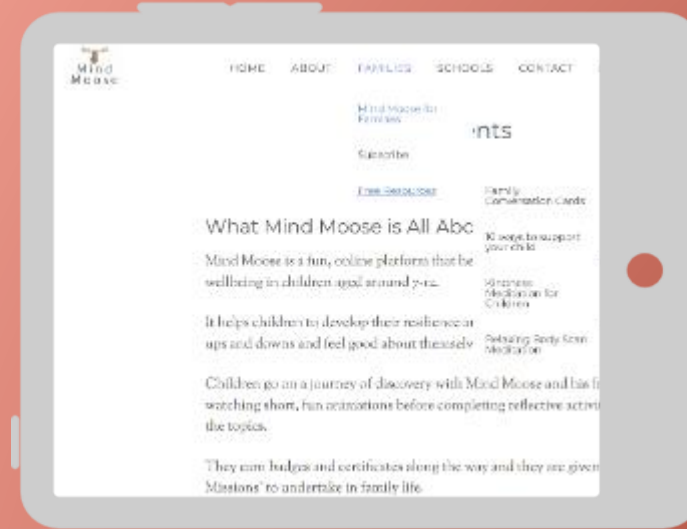 Mind
Moose
HOME ABOUT FAMILIES SCHOOLS CONTACT
Mind Moose for
Families
Subscribe
Free Resources
nts
Family
Conversation Cards
10 ways to support
your child
Kindness
Meditation for
Children
Relaxing Body Scan
Meditation
What Mind Moose is All Abo
Mind Moose is a fun, online platform that he
wellbeing in children aged around 7-12.
It helps children to develop their resilience
ups and downs and feel good about themselv
Children go on a journey of discovery with Mind Moose and his
watching short, fun animations before completing reflective activi
the topics.
They earn badges and certificates along the way and they are given
Missions' to undertake in family life.